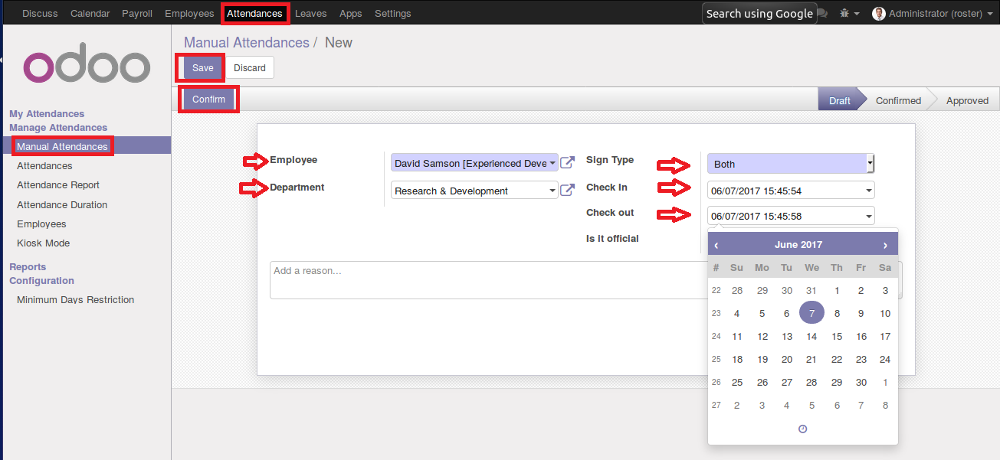 Discuss Calendar Payroll Employees Attendances Leaves Apps Settings Search using Google Administrator (roster)
odoo
My Attendances
Manage Attendances
Manual Attendances
Attendances
Attendance Report
Attendance Duration
Employees
Kiosk Mode
Reports
Configuration
Minimum Days Restriction
Manual Attendances / New
Save Discard
Confirm Draft Confirmed Approved
Employee David Samson [Experienced Deve Sign Type Both
Department Research & Development Check In 06/07/2017 15:45:54
Check out 06/07/2017 15:45:58
Is it official
Add a reason...
‹ June 2017 ›
# Su Mo Tu We Th Fr Sa
22 28 29 30 31 1 2 3
23 4 5 6 7 8 9 10
24 11 12 13 14 15 16 17
25 18 19 20 21 22 23 24
26 25 26 27 28 29 30 1
27 2 3 4 5 6 7 8